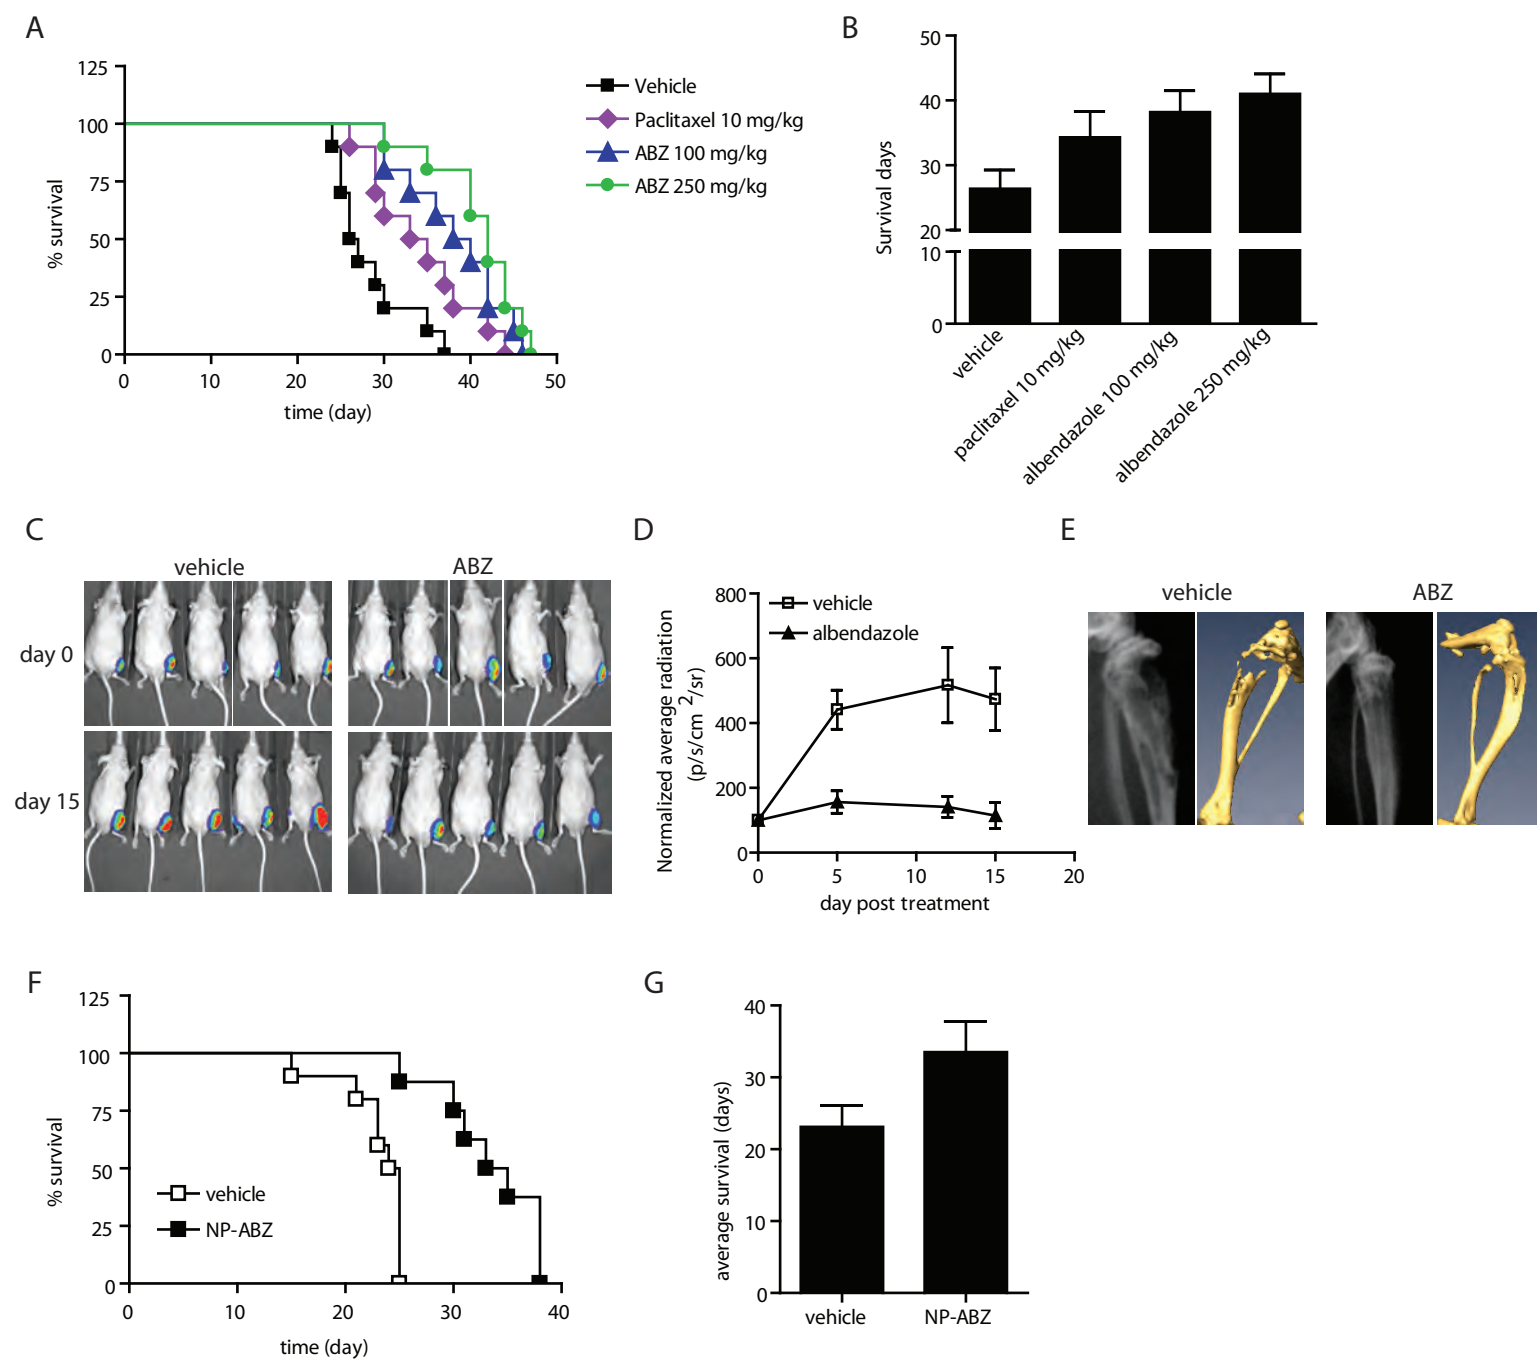 A
125
100
75
50
25
0
% survival
0 10 20 30 40 50
time (day)
Vehicle
Paclitaxel 10 mg/kg
ABZ 100 mg/kg
ABZ 250 mg/kg
B
50
40
30
20
10
0
Survival days
vehicle
paclitaxel 10 mg/kg
albendazole 100 mg/kg
albendazole 250 mg/kg
C
vehicle ABZ
day 0
day 15
D
800
600
400
200
0
Normalized average radiation
(p/s/cm²/sr)
vehicle
albendazole
0 5 10 15 20
day post treatment
E
vehicle ABZ
F
125
100
75
50
25
0
% survival
vehicle
NP-ABZ
0 10 20 30 40
time (day)
G
40
30
20
10
0
average survival (days)
vehicle NP-ABZ